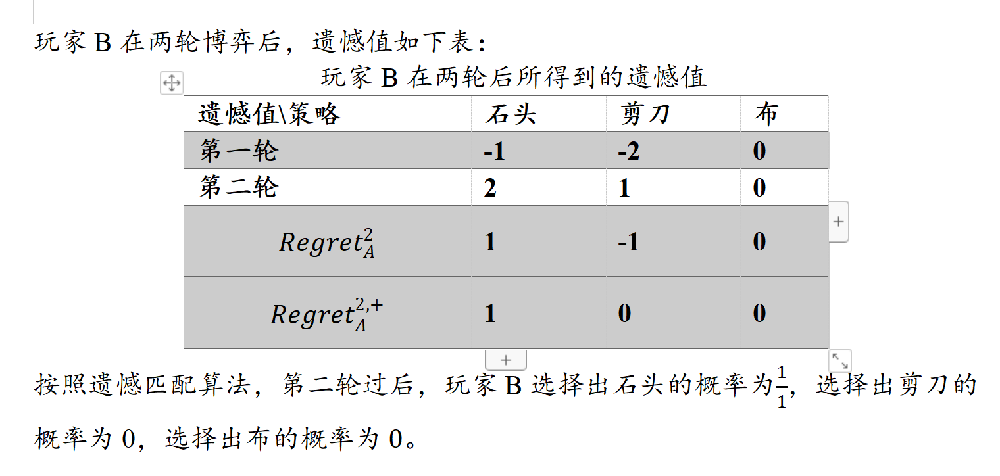 玩家 B 在两轮博弈后，遗憾值如下表：
玩家 B 在两轮后所得到的遗憾值
遗憾值\策略 石头 剪刀 布
第一轮 -1 -2 0
第二轮 2 1 0
$Regret_A^2$ 1 -1 0
$Regret_A^{2,+}$ 1 0 0
按照遗憾匹配算法，第二轮过后，玩家 B 选择出石头的概率为$\frac{1}{1}$，选择出剪刀的
概率为 0，选择出布的概率为 0。